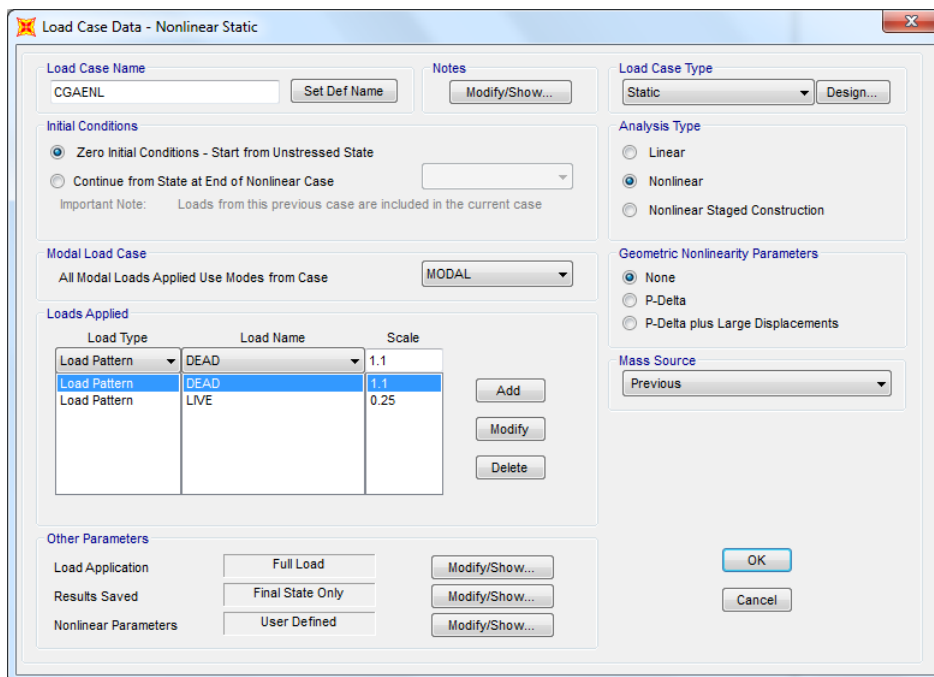 Load Case Data - Nonlinear Static
X
Load Case Name
CGAENL
Set Def Name
Notes
Modify/Show...
Load Case Type
Static
Design...
Initial Conditions
Zero Initial Conditions - Start from Unstressed State
Continue from State at End of Nonlinear Case
Important Note: Loads from this previous case are included in the current case
Analysis Type
Linear
Nonlinear
Nonlinear Staged Construction
Modal Load Case
All Modal Loads Applied Use Modes from Case
MODAL
Geometric Nonlinearity Parameters
None
P-Delta
P-Delta plus Large Displacements
Loads Applied
Load Type Load Name Scale
Load Pattern DEAD 1.1
Load Pattern DEAD 1.1
Load Pattern LIVE 0.25
Add
Modify
Delete
Mass Source
Previous
Other Parameters
Load Application Full Load Modify/Show...
Results Saved Final State Only Modify/Show...
Nonlinear Parameters User Defined Modify/Show...
OK
Cancel